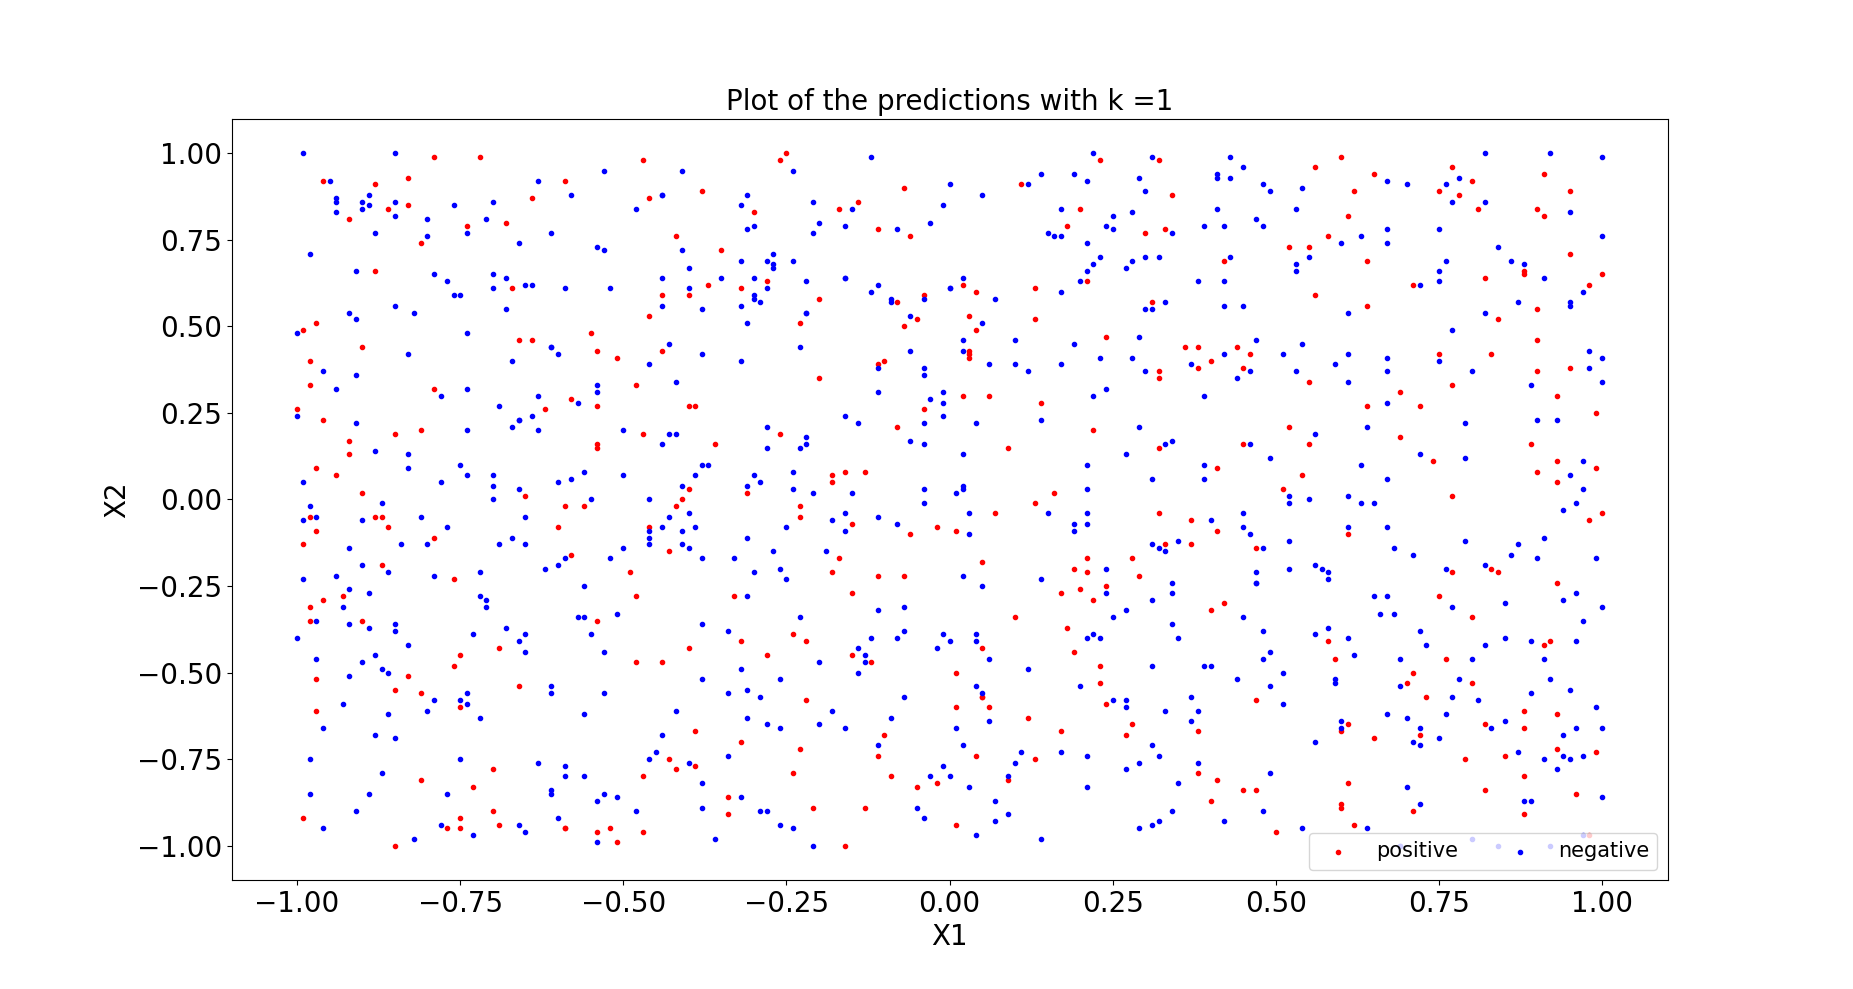 Plot of the predictions with k =1
1.00
0.75
0.50
0.25
0.00
−0.25
−0.50
−0.75
−1.00
X2
positive negative
−1.00 −0.75 −0.50 −0.25 0.00 0.25 0.50 0.75 1.00
X1